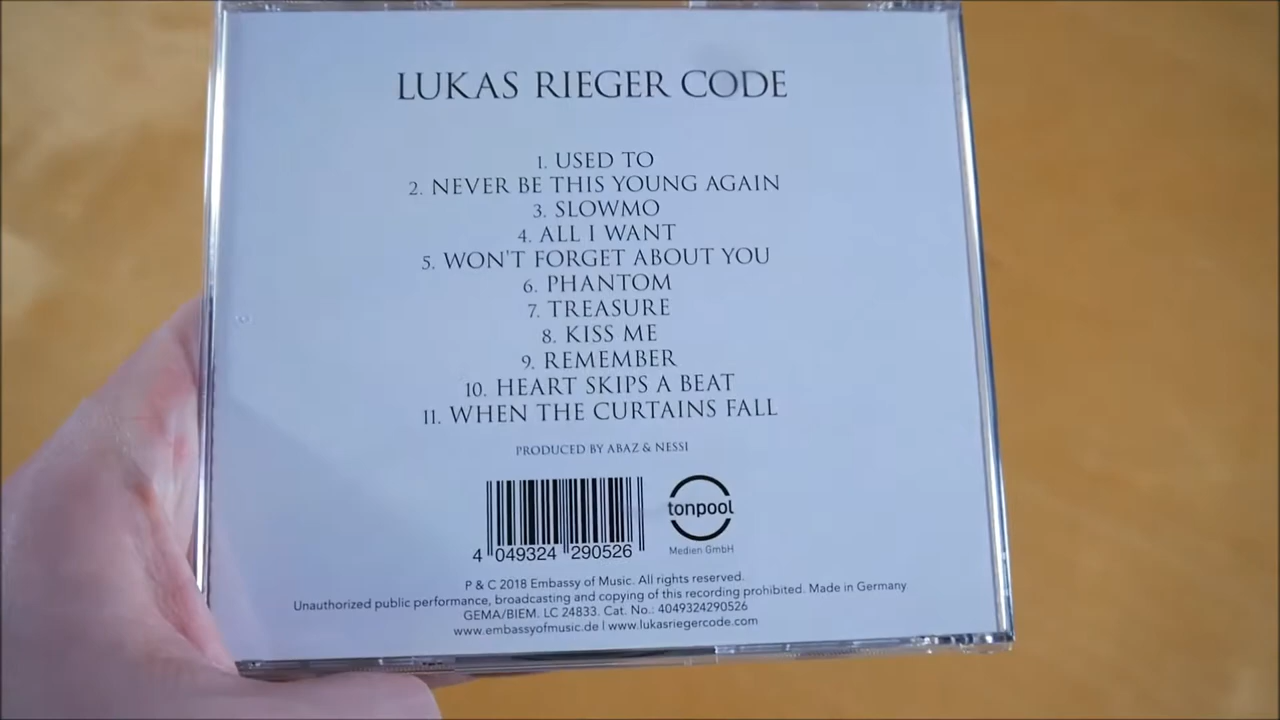 LUKAS RIEGER CODE
1. USED TO
2. NEVER BE THIS YOUNG AGAIN
3. SLOWMO
4. ALL I WANT
5. WON'T FORGET ABOUT YOU
6. PHANTOM
7. TREASURE
8. KISS ME
9. REMEMBER
10. HEART SKIPS A BEAT
11. WHEN THE CURTAINS FALL
PRODUCED BY ABAZ & NESSI
4 049324 290526
tonpool
Medien GmbH
P & C 2018 Embassy of Music. All rights reserved.
Unauthorized public performance, broadcasting and copying of this recording prohibited. Made in Germany
GEMA/BIEM. LC 24833. Cat. No.: 4049324290526
www.embassyofmusic.de | www.lukasriegercode.com